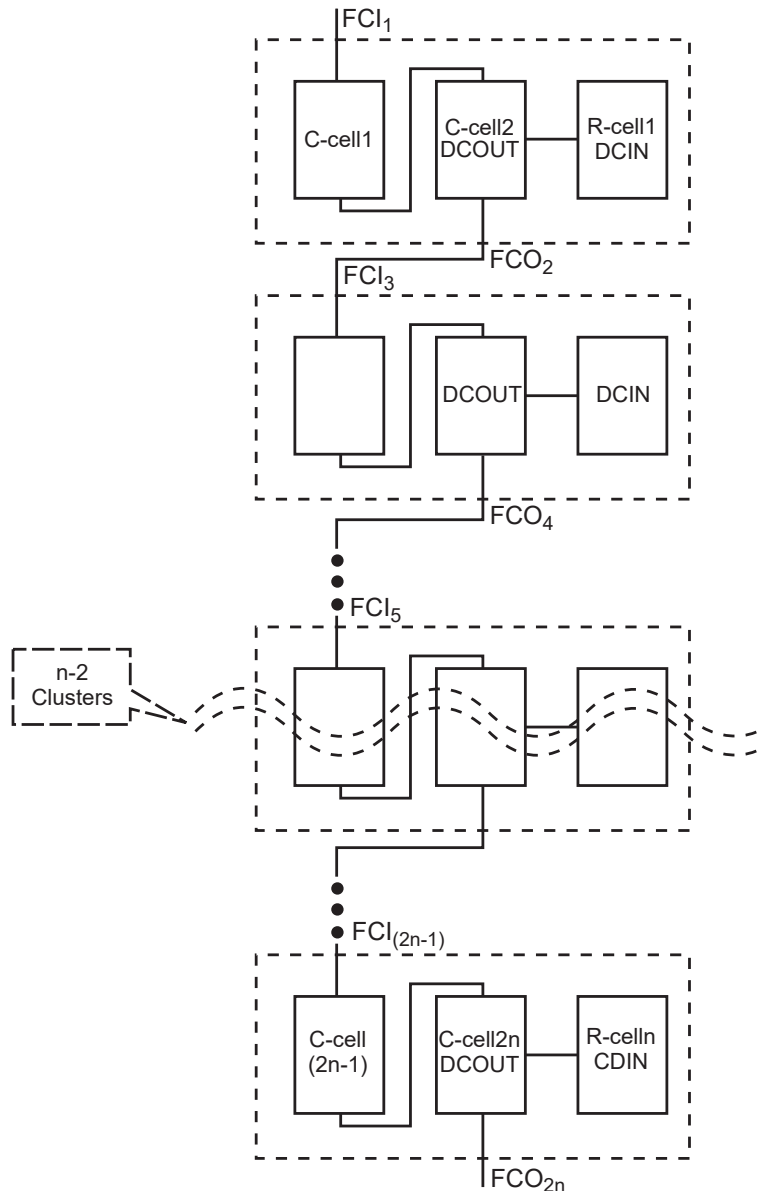 FCI1
C-cell1
C-cell2
DCOUT
R-cell1
DCIN
FCO2
FCI3
DCOUT
DCIN
FCO4
FCI5
n-2
Clusters
FCI(2n-1)
C-cell
(2n-1)
C-cell2n
DCOUT
R-celln
CDIN
FCO2n